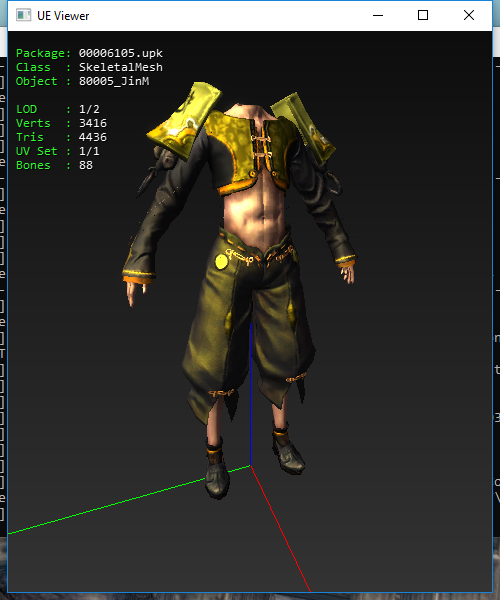 UE Viewer
Package: 00006105.upk
Class : SkeletalMesh
Object : 80005_JinM
LOD : 1/2
Verts : 3416
Tris : 4436
UV Set : 1/1
Bones : 88